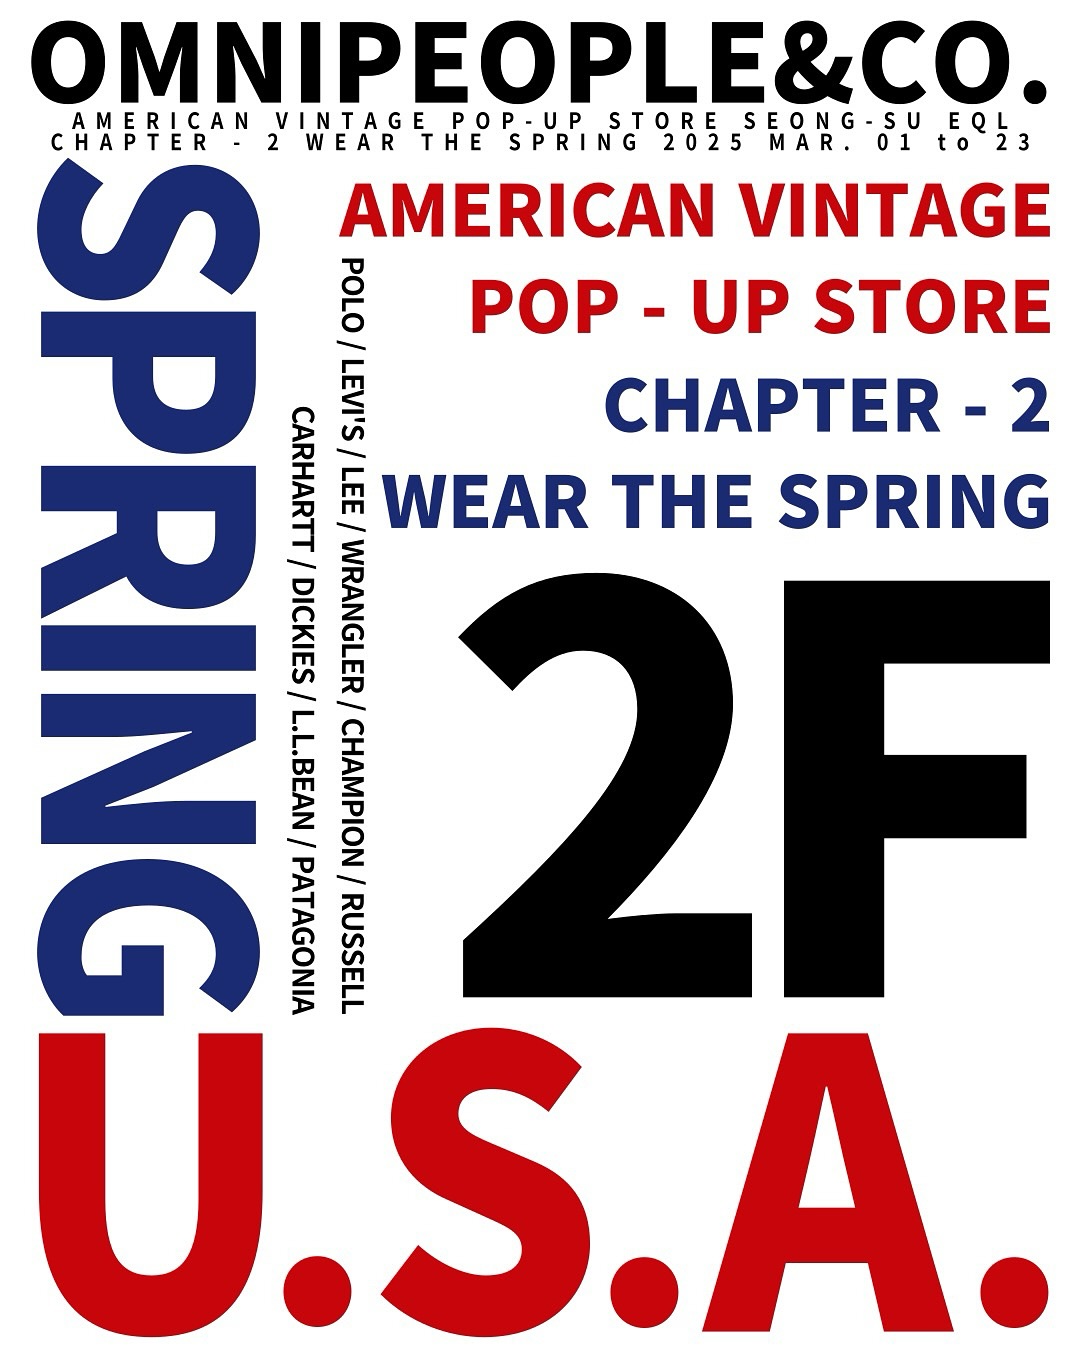 OMNIPEOPLE&CO.
AMERICAN VINTAGE POP-UP STORE SEONG-SU EQL
CHAPTER - 2 WEAR THE SPRING 2025 MAR. 01 to 23
SPRING
AMERICAN VINTAGE
POP - UP STORE
CHAPTER - 2
WEAR THE SPRING
POLO / LEVI'S / LEE / WRANGLER / CHAMPION / RUSSELL
CARHARTT / DICKIES / L.L.BEAN / PATAGONIA
2F
U.S.A.